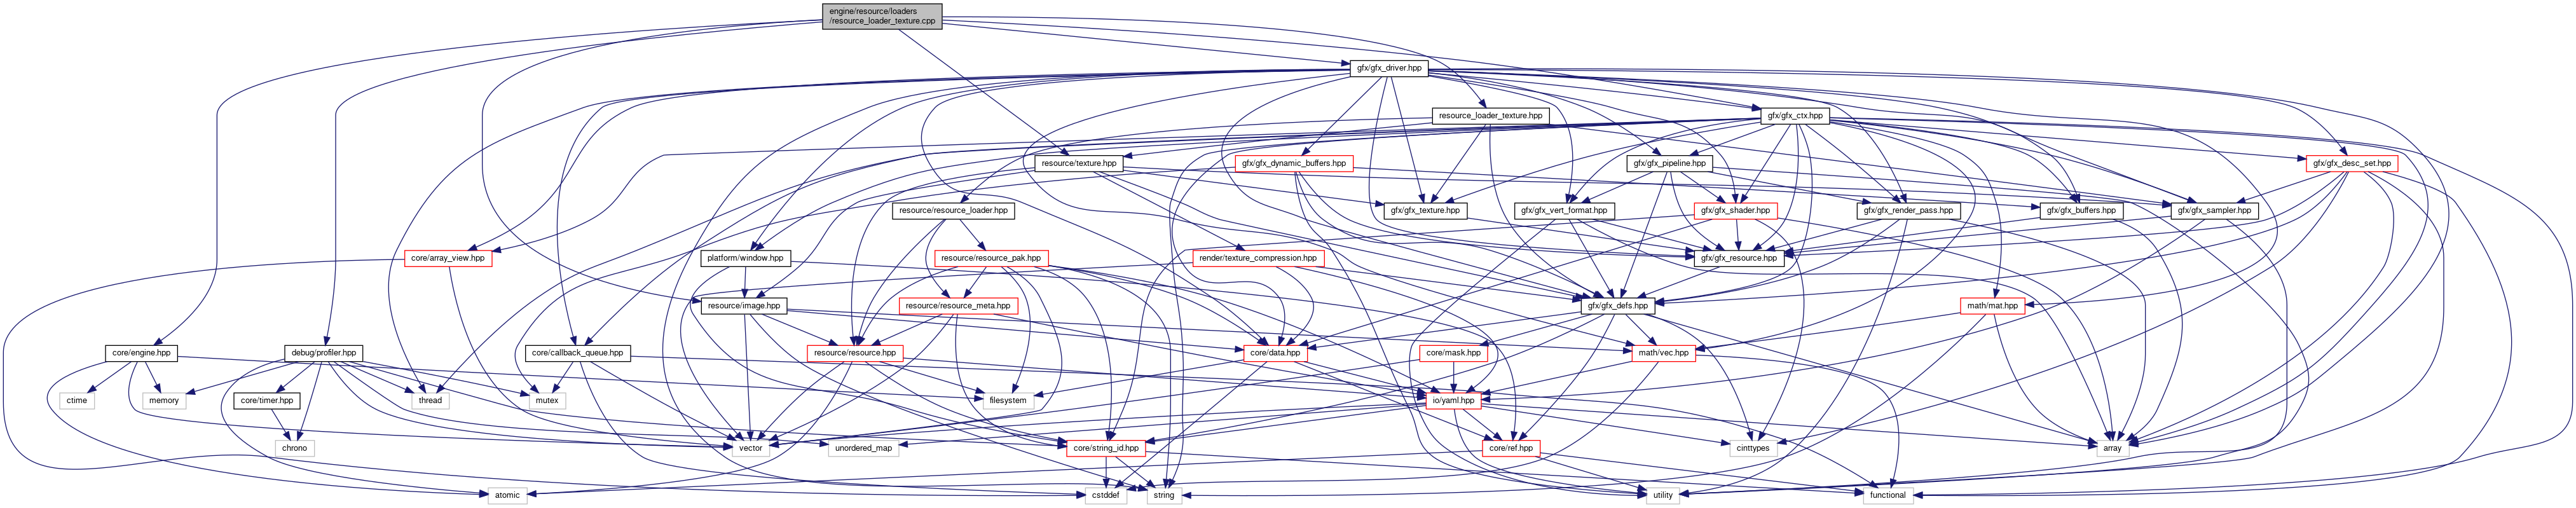 engine/resource/loaders
/resource_loader_texture.cpp
gfx/gfx_driver.hpp
resource_loader_texture.hpp
gfx/gfx_ctx.hpp
resource/texture.hpp
gfx/gfx_dynamic_buffers.hpp
gfx/gfx_pipeline.hpp
gfx/gfx_desc_set.hpp
resource/resource_loader.hpp
gfx/gfx_texture.hpp
gfx/gfx_vert_format.hpp
gfx/gfx_shader.hpp
gfx/gfx_render_pass.hpp
gfx/gfx_buffers.hpp
gfx/gfx_sampler.hpp
core/array_view.hpp
platform/window.hpp
resource/resource_pak.hpp
render/texture_compression.hpp
gfx/gfx_resource.hpp
resource/image.hpp
resource/resource_meta.hpp
gfx/gfx_defs.hpp
math/mat.hpp
core/engine.hpp
debug/profiler.hpp
core/callback_queue.hpp
resource/resource.hpp
core/data.hpp
core/mask.hpp
math/vec.hpp
ctime
memory
core/timer.hpp
thread
mutex
filesystem
io/yaml.hpp
chrono
vector
unordered_map
core/string_id.hpp
core/ref.hpp
cinttypes
array
atomic
cstddef
string
utility
functional